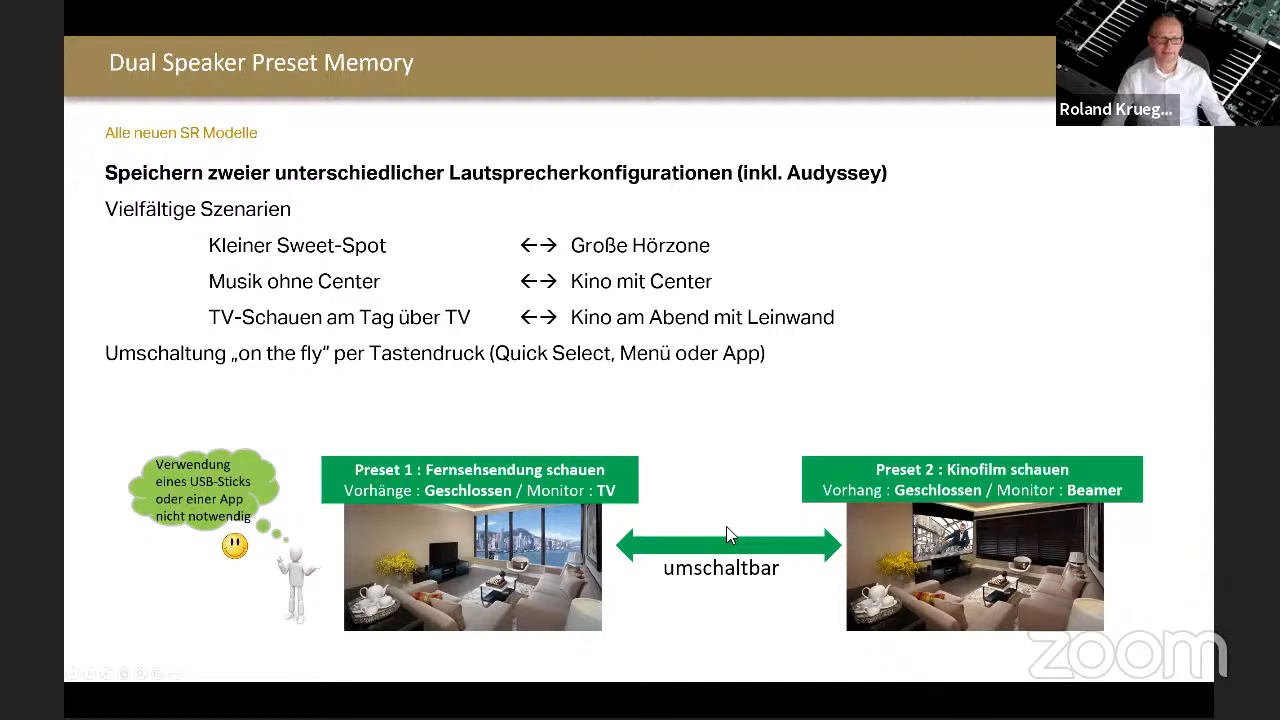 Dual Speaker Preset Memory
Roland Krueg...
Alle neuen SR Modelle
Speichern zweier unterschiedlicher Lautsprecherkonfigurationen (inkl. Audyssey)
Vielfältige Szenarien
Kleiner Sweet-Spot ←→ Große Hörzone
Musik ohne Center ←→ Kino mit Center
TV-Schauen am Tag über TV ←→ Kino am Abend mit Leinwand
Umschaltung „on the fly” per Tastendruck (Quick Select, Menü oder App)
Verwendung
eines USB-Sticks
oder einer App
nicht notwendig
Preset 1 : Fernsehsendung schauen
Vorhänge : Geschlossen / Monitor : TV
umschaltbar
Preset 2 : Kinofilm schauen
Vorhang : Geschlossen / Monitor : Beamer
zoom